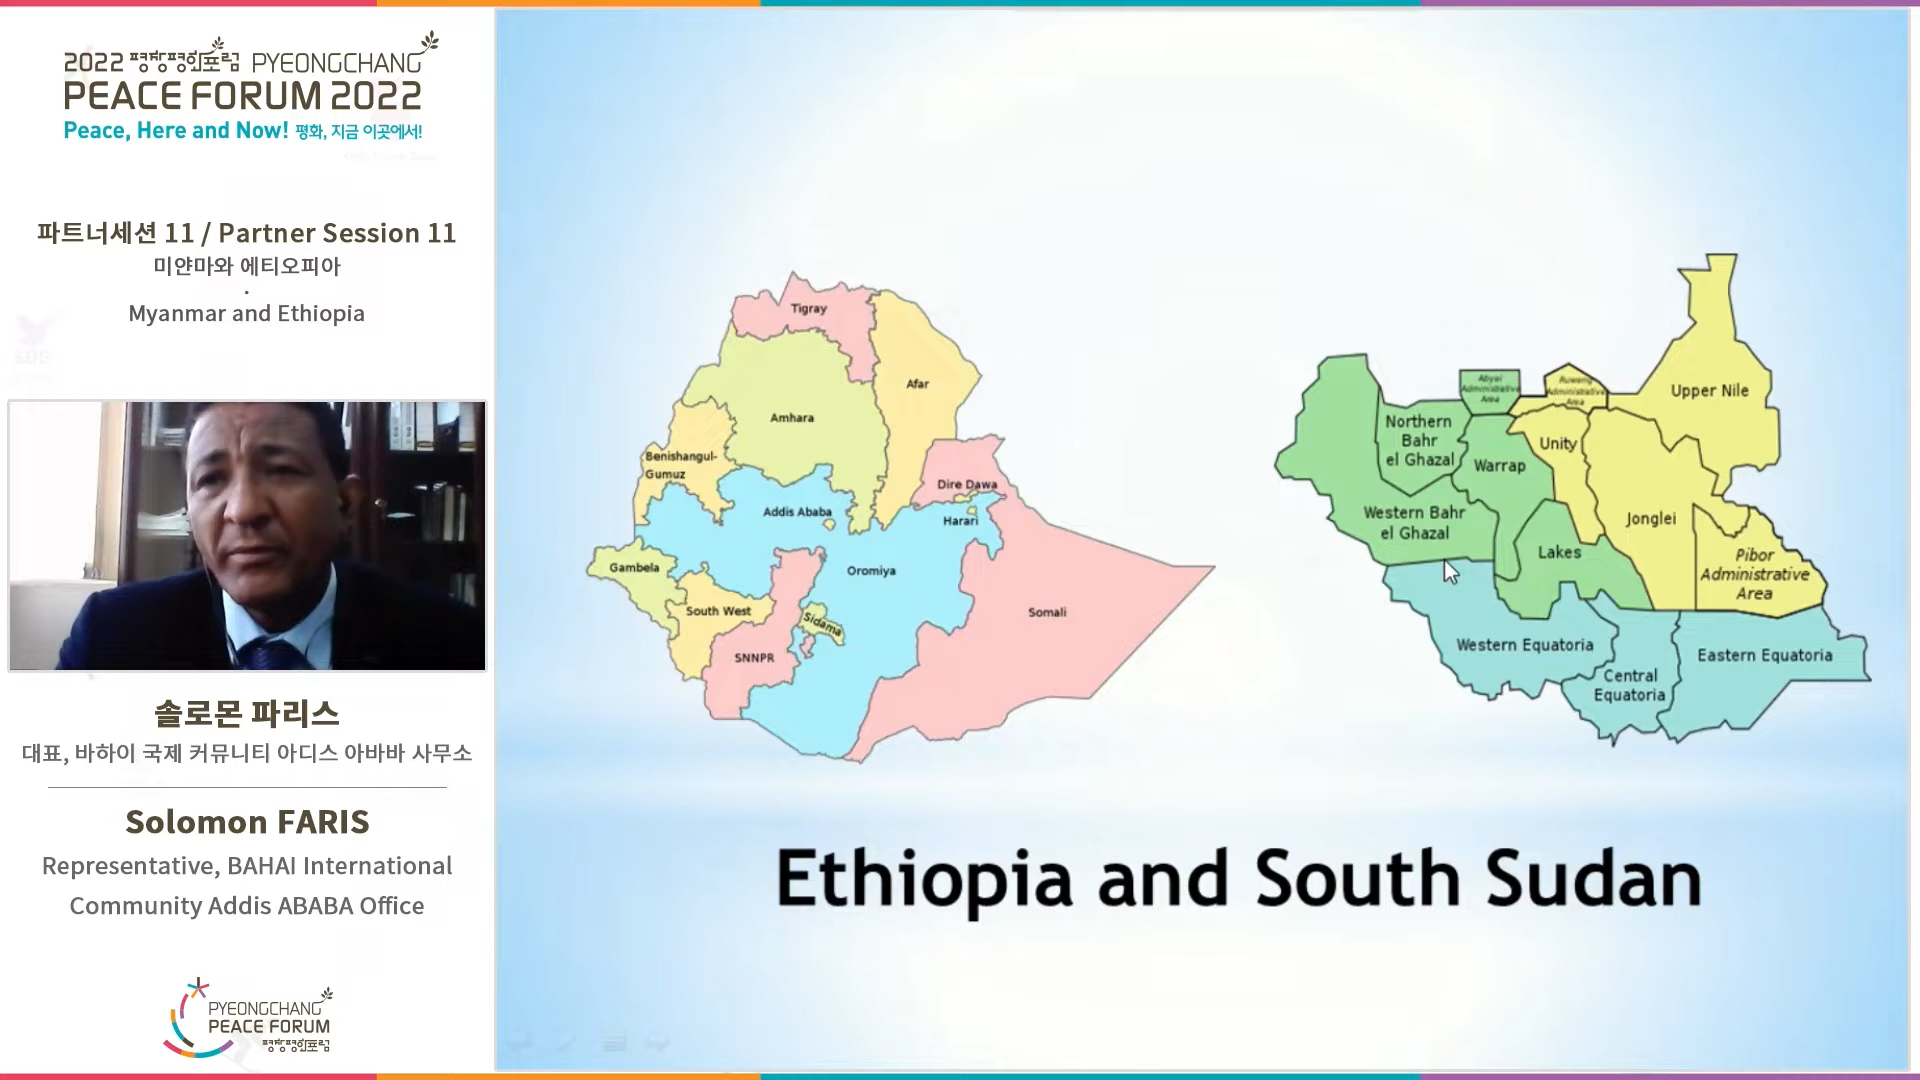 2022 평창평화포럼 PYEONGCHANG
PEACE FORUM 2022
Peace, Here and Now! 평화, 지금 이곳에서!
파트너세션 11 / Partner Session 11
미얀마와 에티오피아
·
Myanmar and Ethiopia
솔로몬 파리스
대표, 바하이 국제 커뮤니티 아디스 아바바 사무소
Solomon FARIS
Representative, BAHAI International
Community Addis ABABA Office
PYEONGCHANG
PEACE FORUM
평창평화포럼
Tigray
Afar
Amhara
Benishangul-
Gumuz
Dire Dawa
Addis Ababa
Harari
Gambela
Oromiya
South West
Sidama
Somali
SNNPR
Upper Nile
Abyei
Administrative
Area
Ruweng
Administrative
Area
Northern
Bahr
el Ghazal
Unity
Warrap
Western Bahr
el Ghazal
Jonglei
Lakes
Pibor
Administrative
Area
Western Equatoria
Eastern Equatoria
Central
Equatoria
Ethiopia and South Sudan